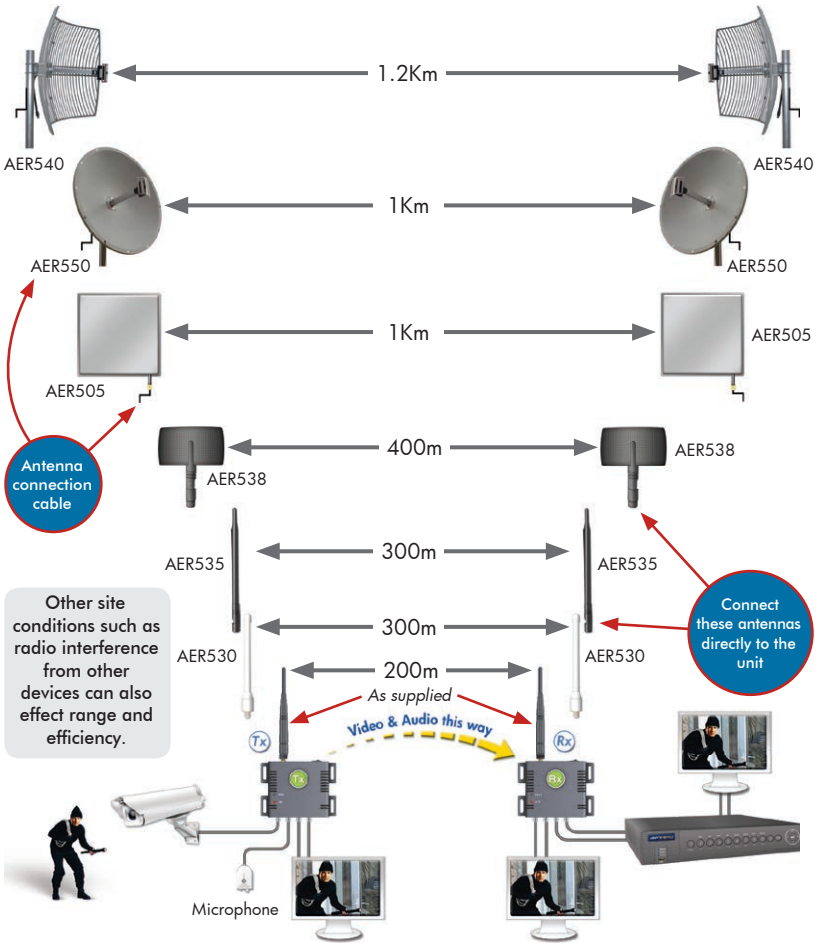 1.2Km
AER540
AER540
1Km
AER550
AER550
1Km
AER505
AER505
Antenna
connection
cable
400m
AER538
AER538
300m
AER535
AER535
Other site
conditions such as
radio interference
from other
devices can also
effect range and
efficiency.
300m
AER530
AER530
Connect
these antennas
directly to the
unit
200m
As supplied
Tx
Video & Audio this way
Rx
Tx
Rx
Microphone